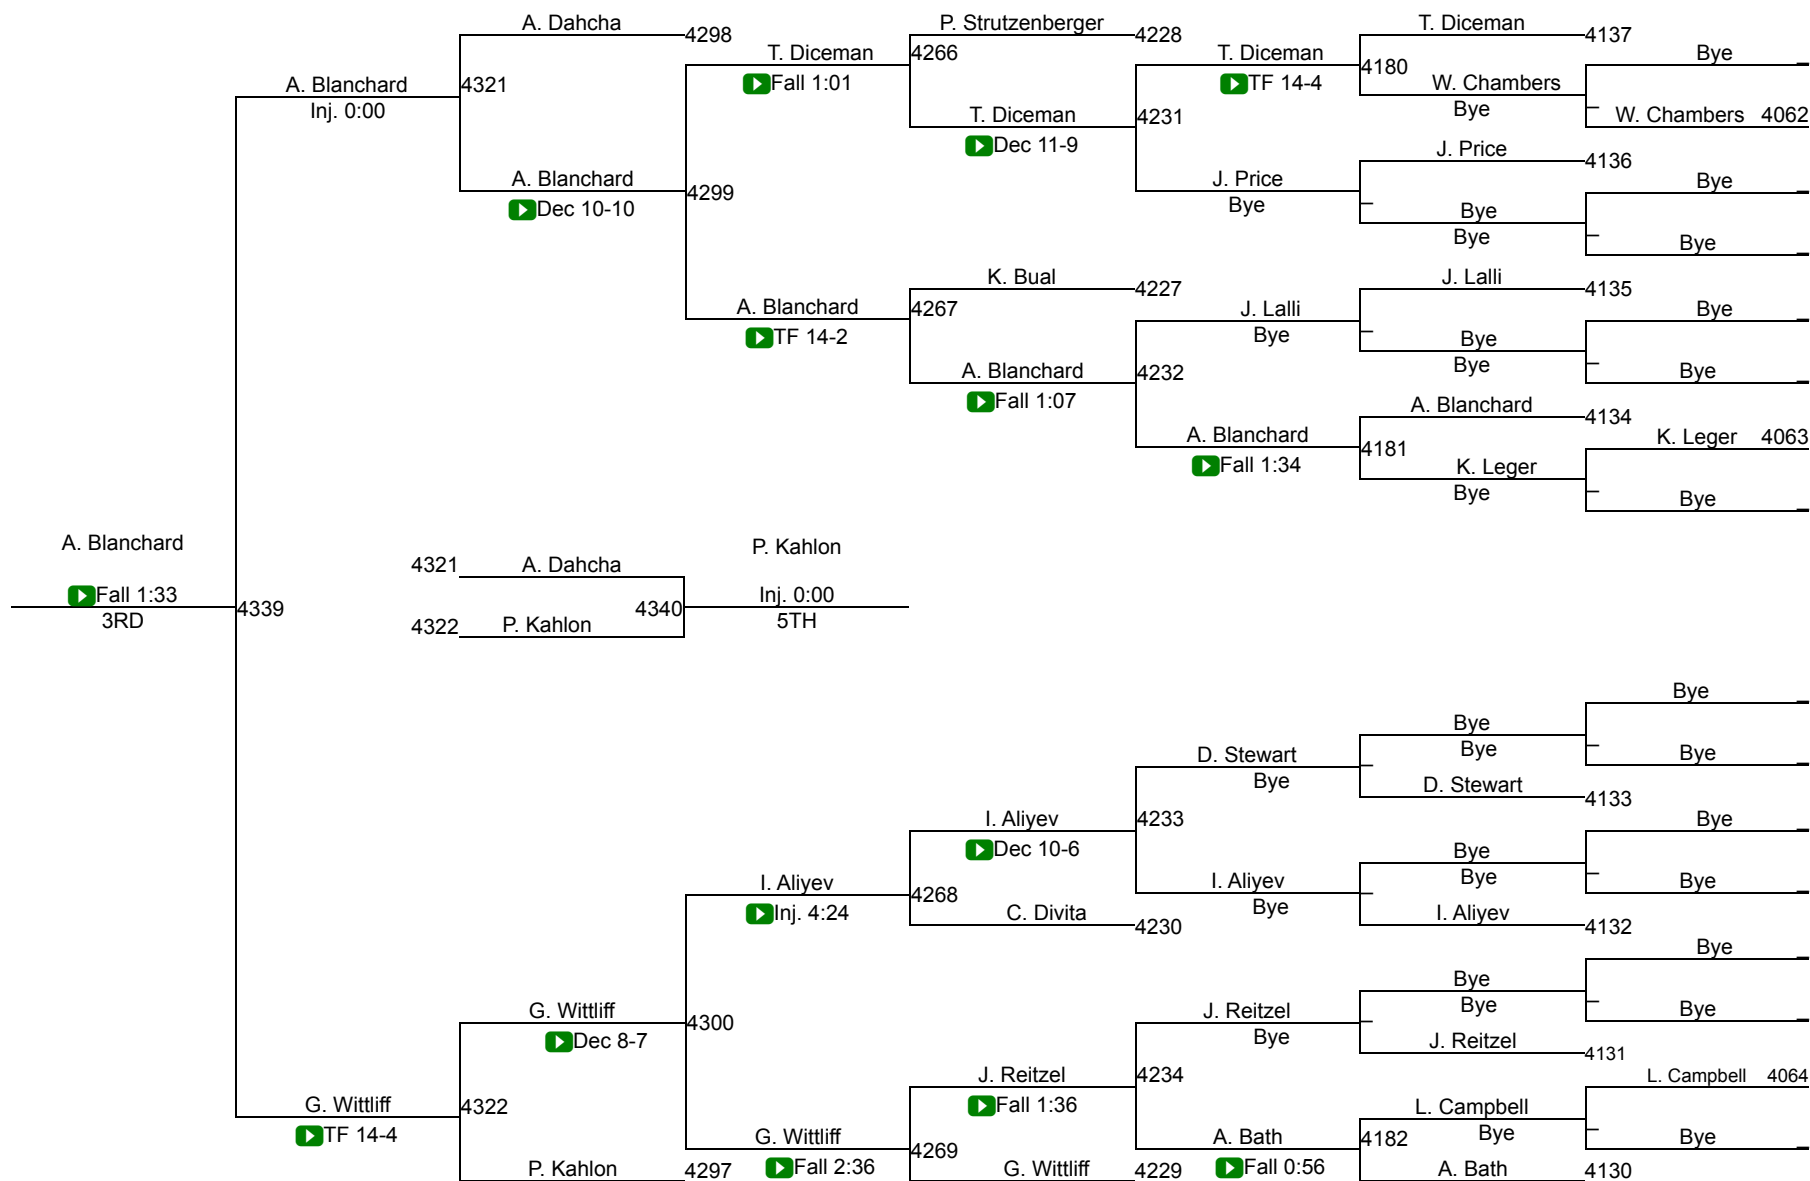 A. Dahcha
4298
P. Strutzenberger
4228
T. Diceman
4137
T. Diceman
4266
T. Diceman
Bye
A. Blanchard
4321
Fall 1:01
TF 14-4
4180
W. Chambers
Inj. 0:00
Bye
T. Diceman
4231
W. Chambers 4062
Dec 11-9
J. Price
4136
A. Blanchard
4299
J. Price
Bye
Dec 10-10
Bye
Bye
Bye
Bye
K. Bual
4227
J. Lalli
4135
A. Blanchard
4267
J. Lalli
Bye
TF 14-2
Bye
Bye
Bye
A. Blanchard
4232
Bye
Fall 1:07
A. Blanchard
4134
A. Blanchard
4181
K. Leger 4063
Fall 1:34
K. Leger
Bye
Bye
A. Blanchard
P. Kahlon
4321
A. Dahcha
Fall 1:33
4339
4340
Inj. 0:00
3RD
4322
P. Kahlon
5TH
Bye
Bye
D. Stewart
Bye
Bye
Bye
D. Stewart
4133
I. Aliyev
4233
Bye
Dec 10-6
Bye
I. Aliyev
4268
I. Aliyev
Bye
Bye
Inj. 4:24
C. Divita
4230
Bye
I. Aliyev
4132
Bye
Bye
G. Wittliff
4300
J. Reitzel
Bye
Bye
Dec 8-7
Bye
J. Reitzel
4131
J. Reitzel
4234
L. Campbell 4064
G. Wittliff
4322
Fall 1:36
L. Campbell
TF 14-4
G. Wittliff
4269
A. Bath
4182
Bye
Bye
P. Kahlon
4297
Fall 2:36
G. Wittliff
4229
Fall 0:56
A. Bath
4130